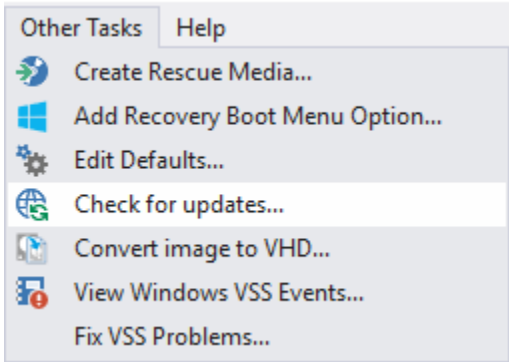 Other Tasks Help
Create Rescue Media...
Add Recovery Boot Menu Option...
Edit Defaults...
Check for updates...
Convert image to VHD...
View Windows VSS Events...
Fix VSS Problems...